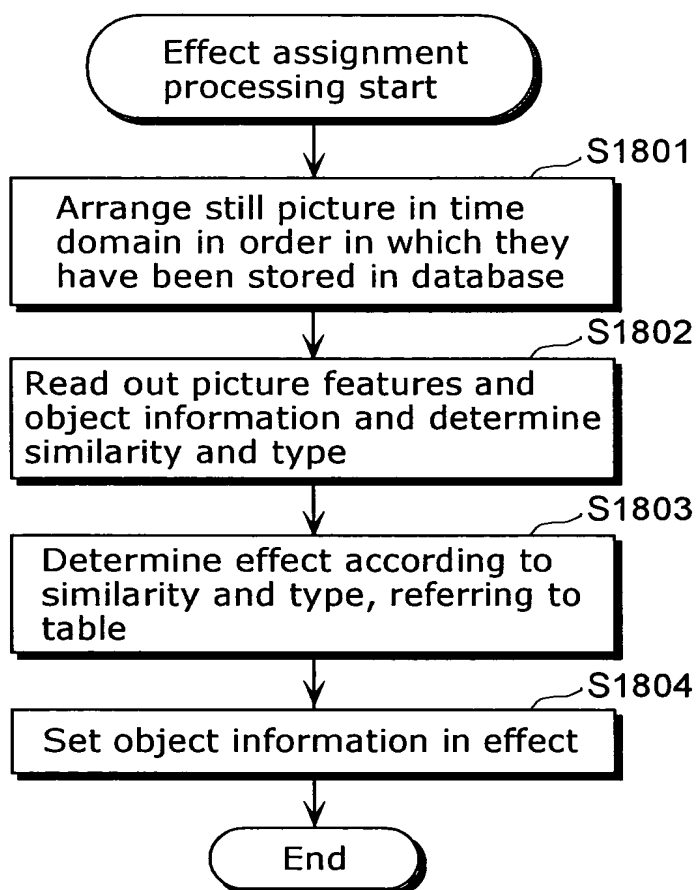 Effect assignment
processing start
S1801
Arrange still picture in time
domain in order in which they
have been stored in database
S1802
Read out picture features and
object information and determine
similarity and type
S1803
Determine effect according to
similarity and type, referring to
table
S1804
Set object information in effect
End